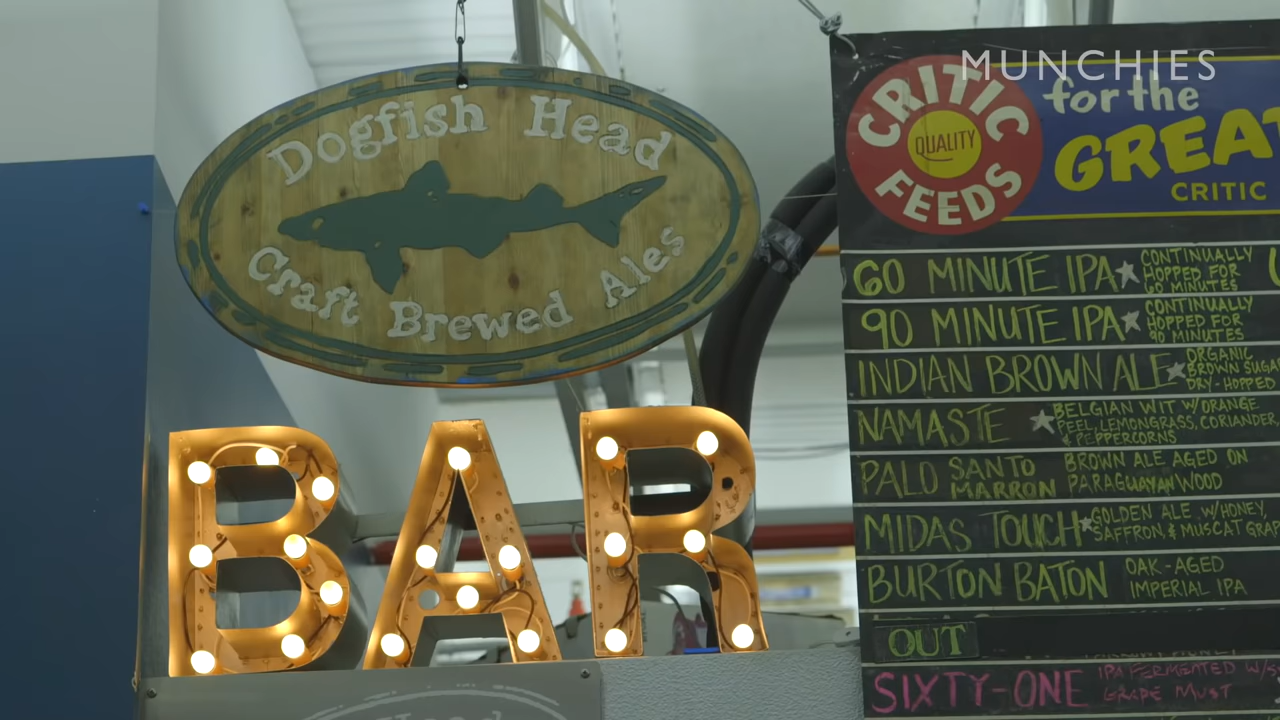 MUNCHIES
Dogfish Head
Craft Brewed Ales
BAR
CRITIC
QUALITY
FEEDS
for the
GREAT
CRITIC
60 MINUTE IPA ★ CONTINUALLY
HOPPED FOR
60 MINUTES
90 MINUTE IPA ★ CONTINUALLY
HOPPED FOR
90 MINUTES
INDIAN BROWN ALE ★ ORGANIC
BROWN SUGA
DRY-HOPPED
NAMASTE ★ BELGIAN WIT W/ORANGE
PEEL, LEMONGRASS, CORIANDER,
& PEPPERCORNS
PALO SANTO
MARRON
BROWN ALE AGED ON
PARAGUAYAN WOOD
MIDAS TOUCH ★ GOLDEN ALE W/HONEY,
SAFFRON, & MUSCAT GRAP
BURTON BATON OAK-AGED
IMPERIAL IPA
OUT
SIXTY-ONE IPA FERMENTED W/S
GRAPE MUST
Head